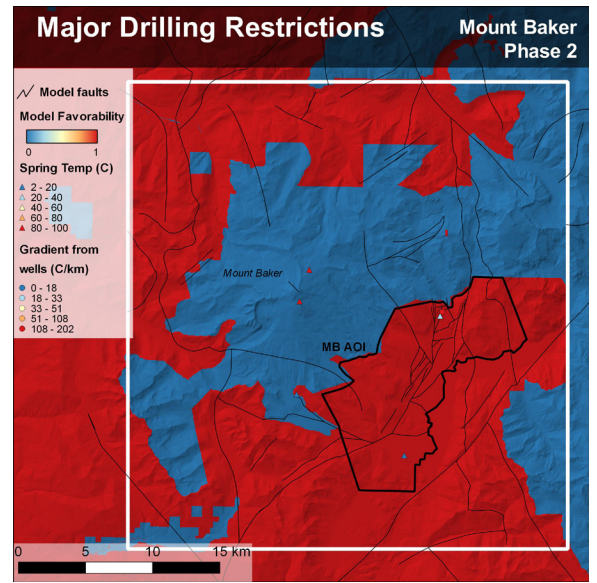 Major Drilling Restrictions
Mount Baker
Phase 2
Model faults
Model Favorability
0 1
Spring Temp (C)
2 - 20
20 - 40
40 - 60
60 - 80
80 - 100
Gradient from
wells (C/km)
0 - 18
18 - 33
33 - 51
51 - 108
108 - 202
Mount Baker
MB AOI
0 5 10 15 km